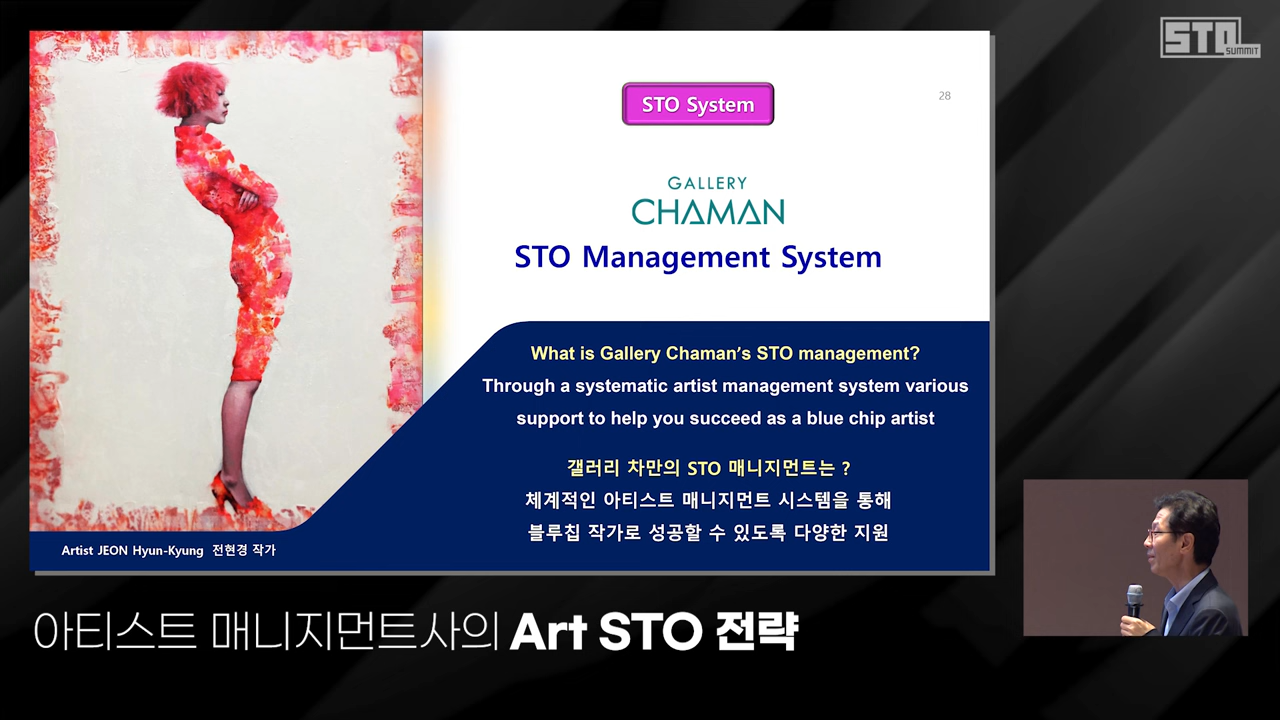 STO
SUMMIT
STO System
28
GALLERY
CHAMAN
STO Management System
What is Gallery Chaman's STO management?
Through a systematic artist management system various
support to help you succeed as a blue chip artist
갤러리 차만의 STO 매니지먼트는 ?
체계적인 아티스트 매니지먼트 시스템을 통해
블루칩 작가로 성공할 수 있도록 다양한 지원
Artist JEON Hyun-Kyung 전현경 작가
아티스트 매니지먼트사의 Art STO 전략